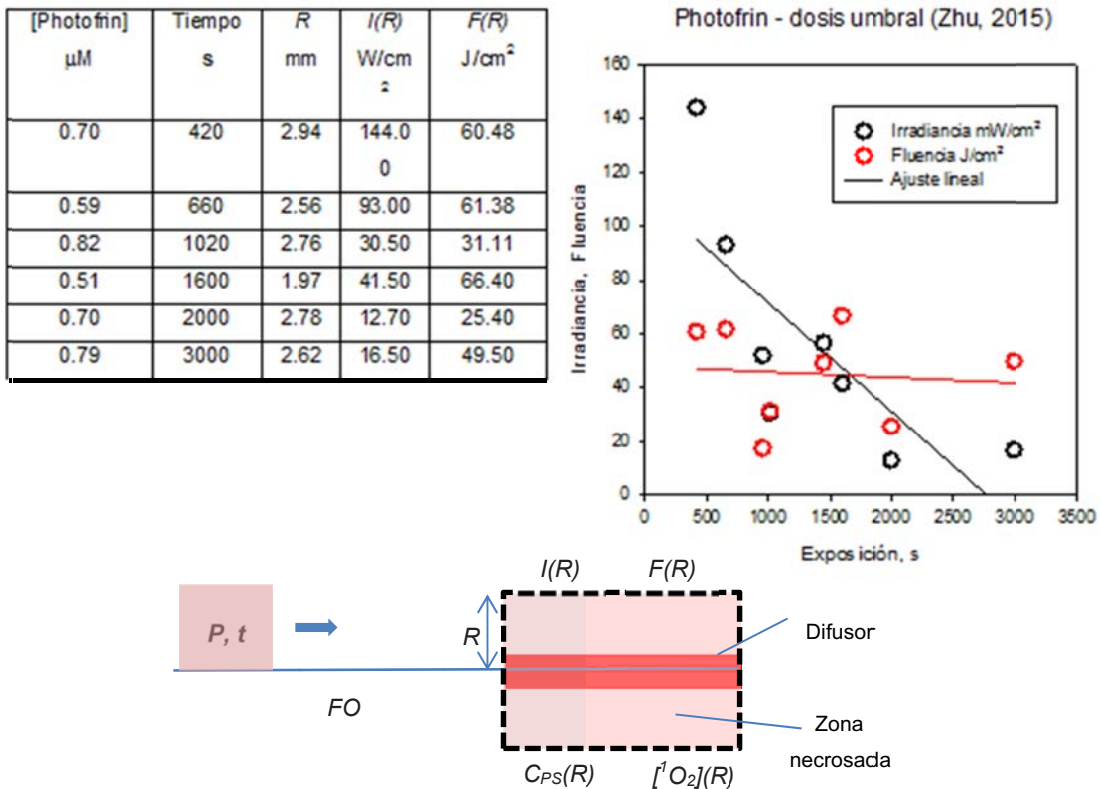 [Photofrin] Tiempo R I(R) F(R)
µM s mm W/cm J/cm²
2
0.70 420 2.94 144.0 60.48
0
0.59 660 2.56 93.00 61.38
0.82 1020 2.76 30.50 31.11
0.51 1600 1.97 41.50 66.40
0.70 2000 2.78 12.70 25.40
0.79 3000 2.62 16.50 49.50
Photofrin - dosis umbral (Zhu, 2015)
Irradiancia, Fluencia
160
140
120
100
80
60
40
20
0
Irradiancia mW/cm²
Fluencia J/cm²
Ajuste lineal
0 500 1000 1500 2000 2500 3000 3500
Exposición, s
I(R) F(R)
P, t
R
Difusor
FO
Zona
necrosada
CPS(R) [¹O₂](R)